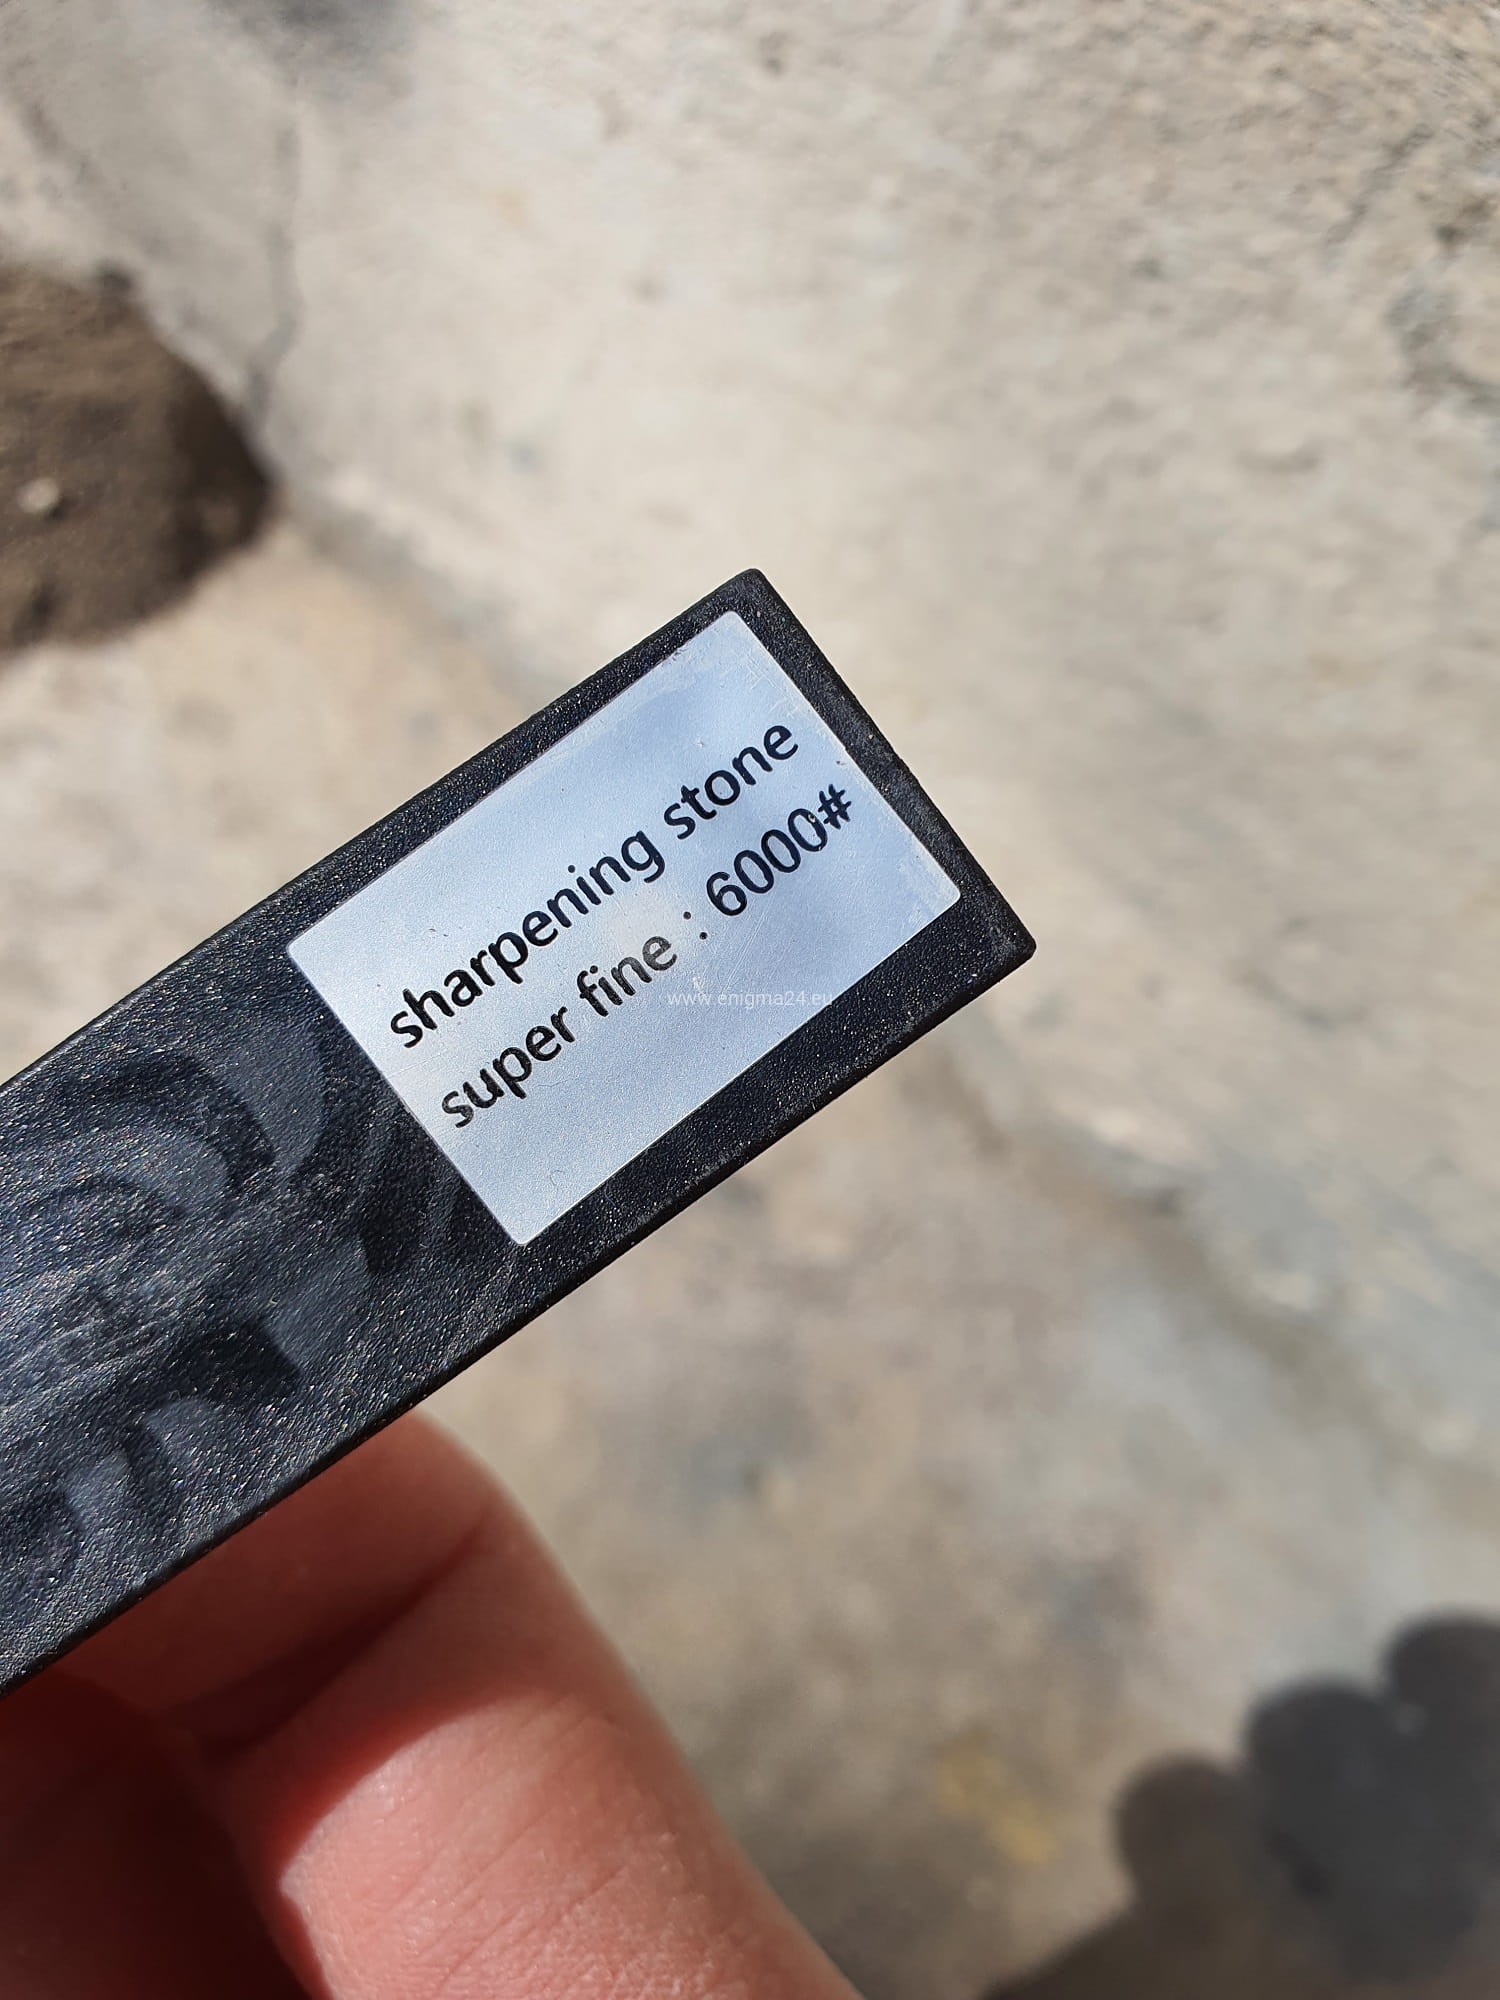 sharpening stone
super fine : 6000#
www.enigma24.eu